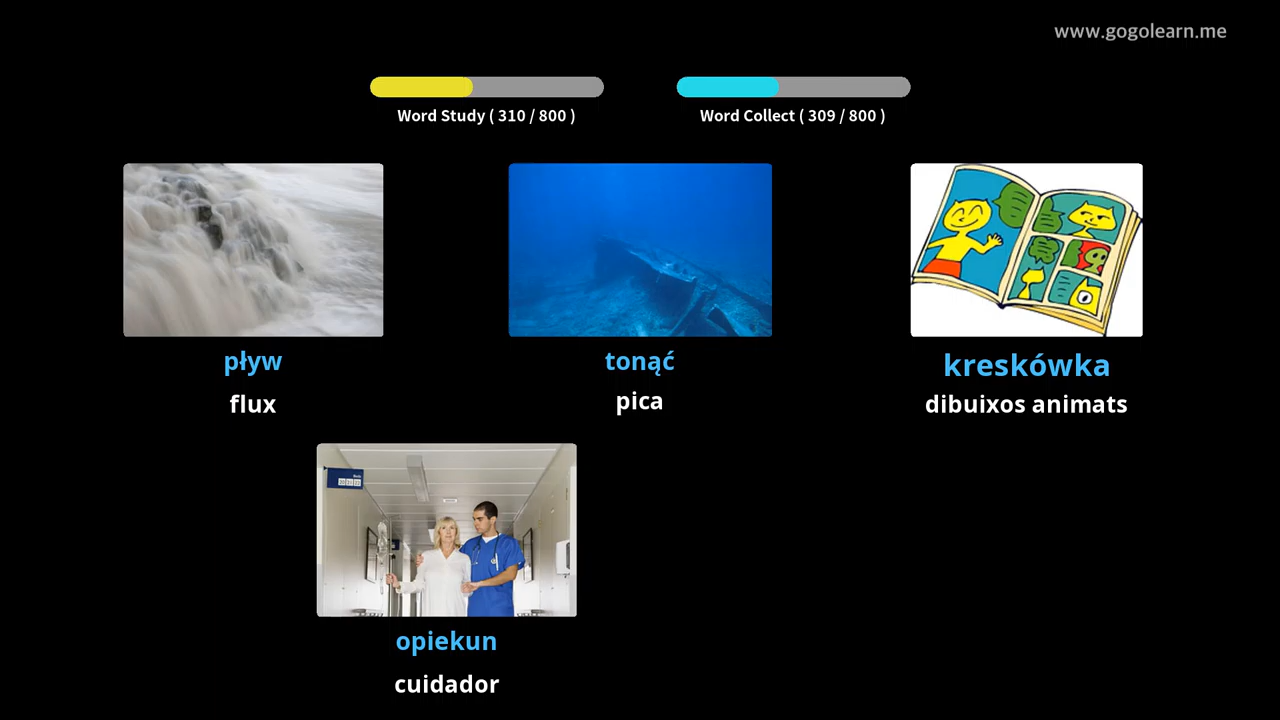 www.gogolearn.me
Word Study ( 310 / 800 )
Word Collect ( 309 / 800 )
pływ
tonąć
kreskówka
flux
pica
dibuixos animats
opiekun
cuidador